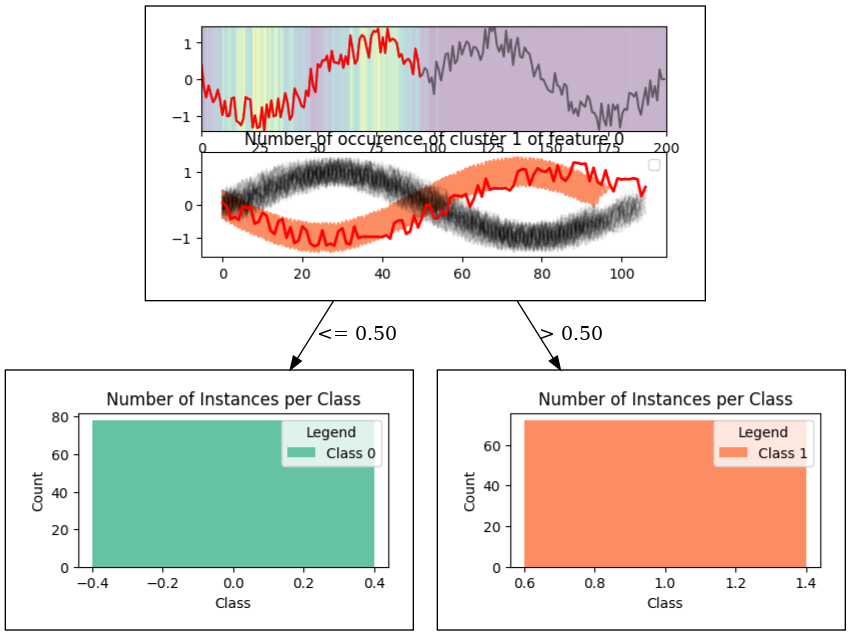 1
0
−1
0 25 50 75 100 125 150 175 200
Number of occurence of cluster 1 of feature 0
1
0
−1
0 20 40 60 80 100
<= 0.50
> 0.50
Number of Instances per Class
80
60
40
20
0
Count
Legend
Class 0
−0.4 −0.2 0.0 0.2 0.4
Class
Number of Instances per Class
60
40
20
0
Count
Legend
Class 1
0.6 0.8 1.0 1.2 1.4
Class